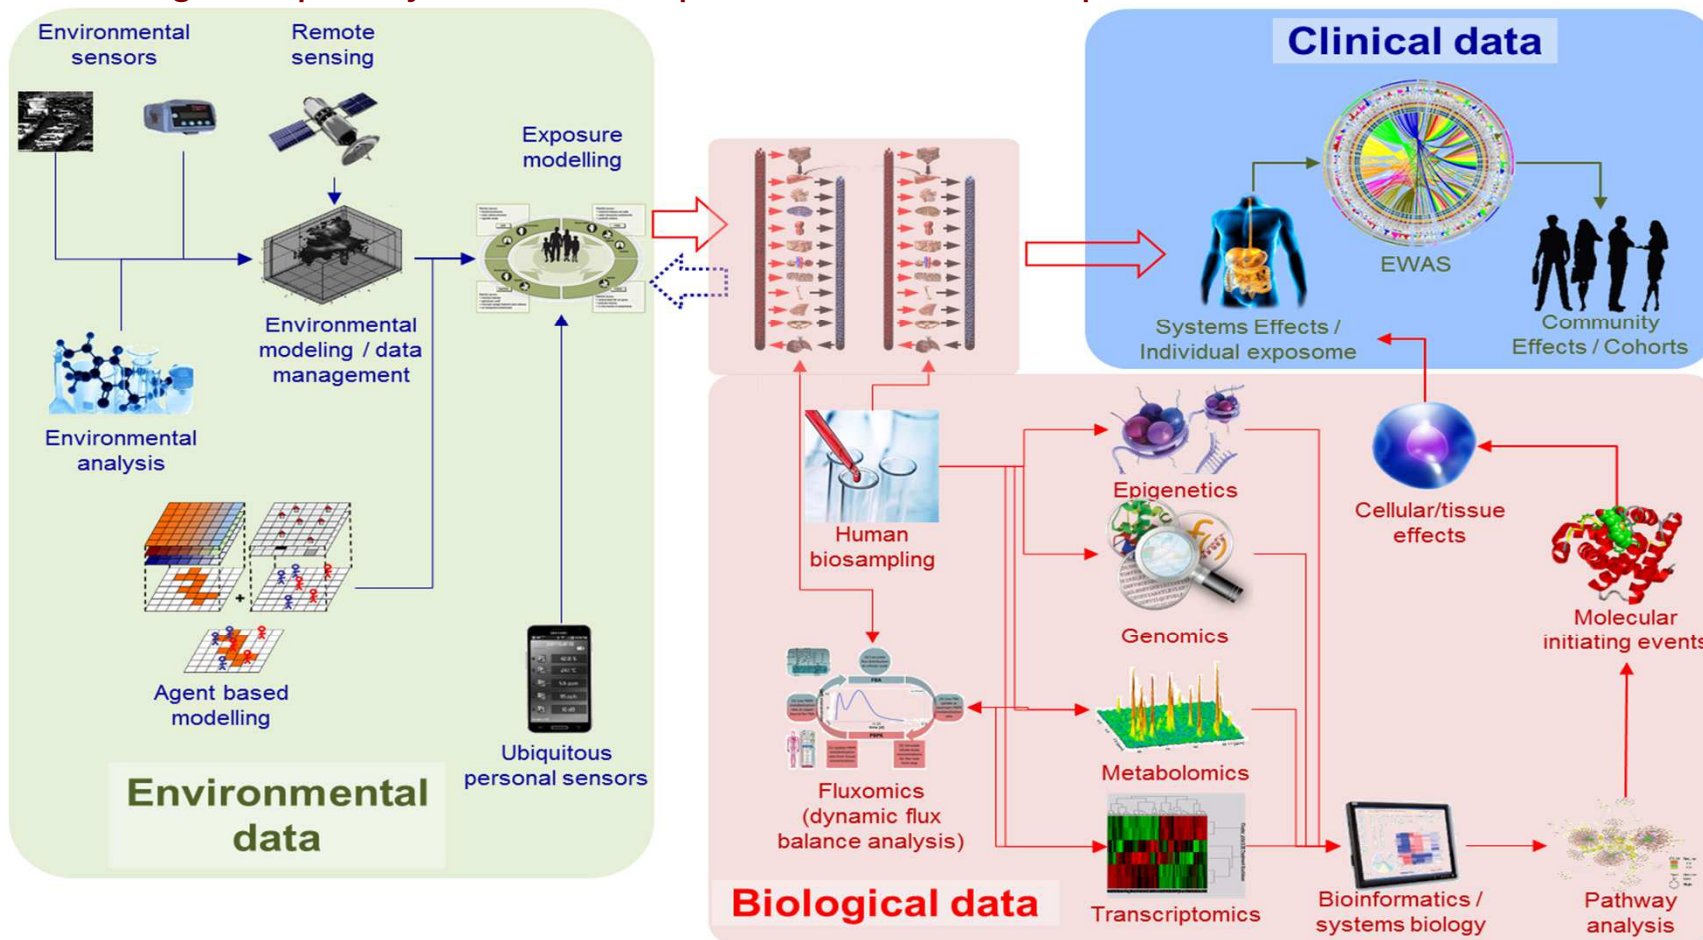 Environmental
sensors
Remote
sensing
Exposure
modelling
Environmental
modeling / data
management
Environmental
analysis
+
Agent based
modelling
Ubiquitous
personal sensors
Environmental
data
Clinical data
EWAS
Systems Effects /
Individual exposome
Community
Effects / Cohorts
Human
biosampling
Epigenetics
Genomics
Metabolomics
Transcriptomics
FBA
PBPK
Fluxomics
(dynamic flux
balance analysis)
Biological data
Bioinformatics /
systems biology
Pathway
analysis
Molecular
initiating events
Cellular/tissue
effects